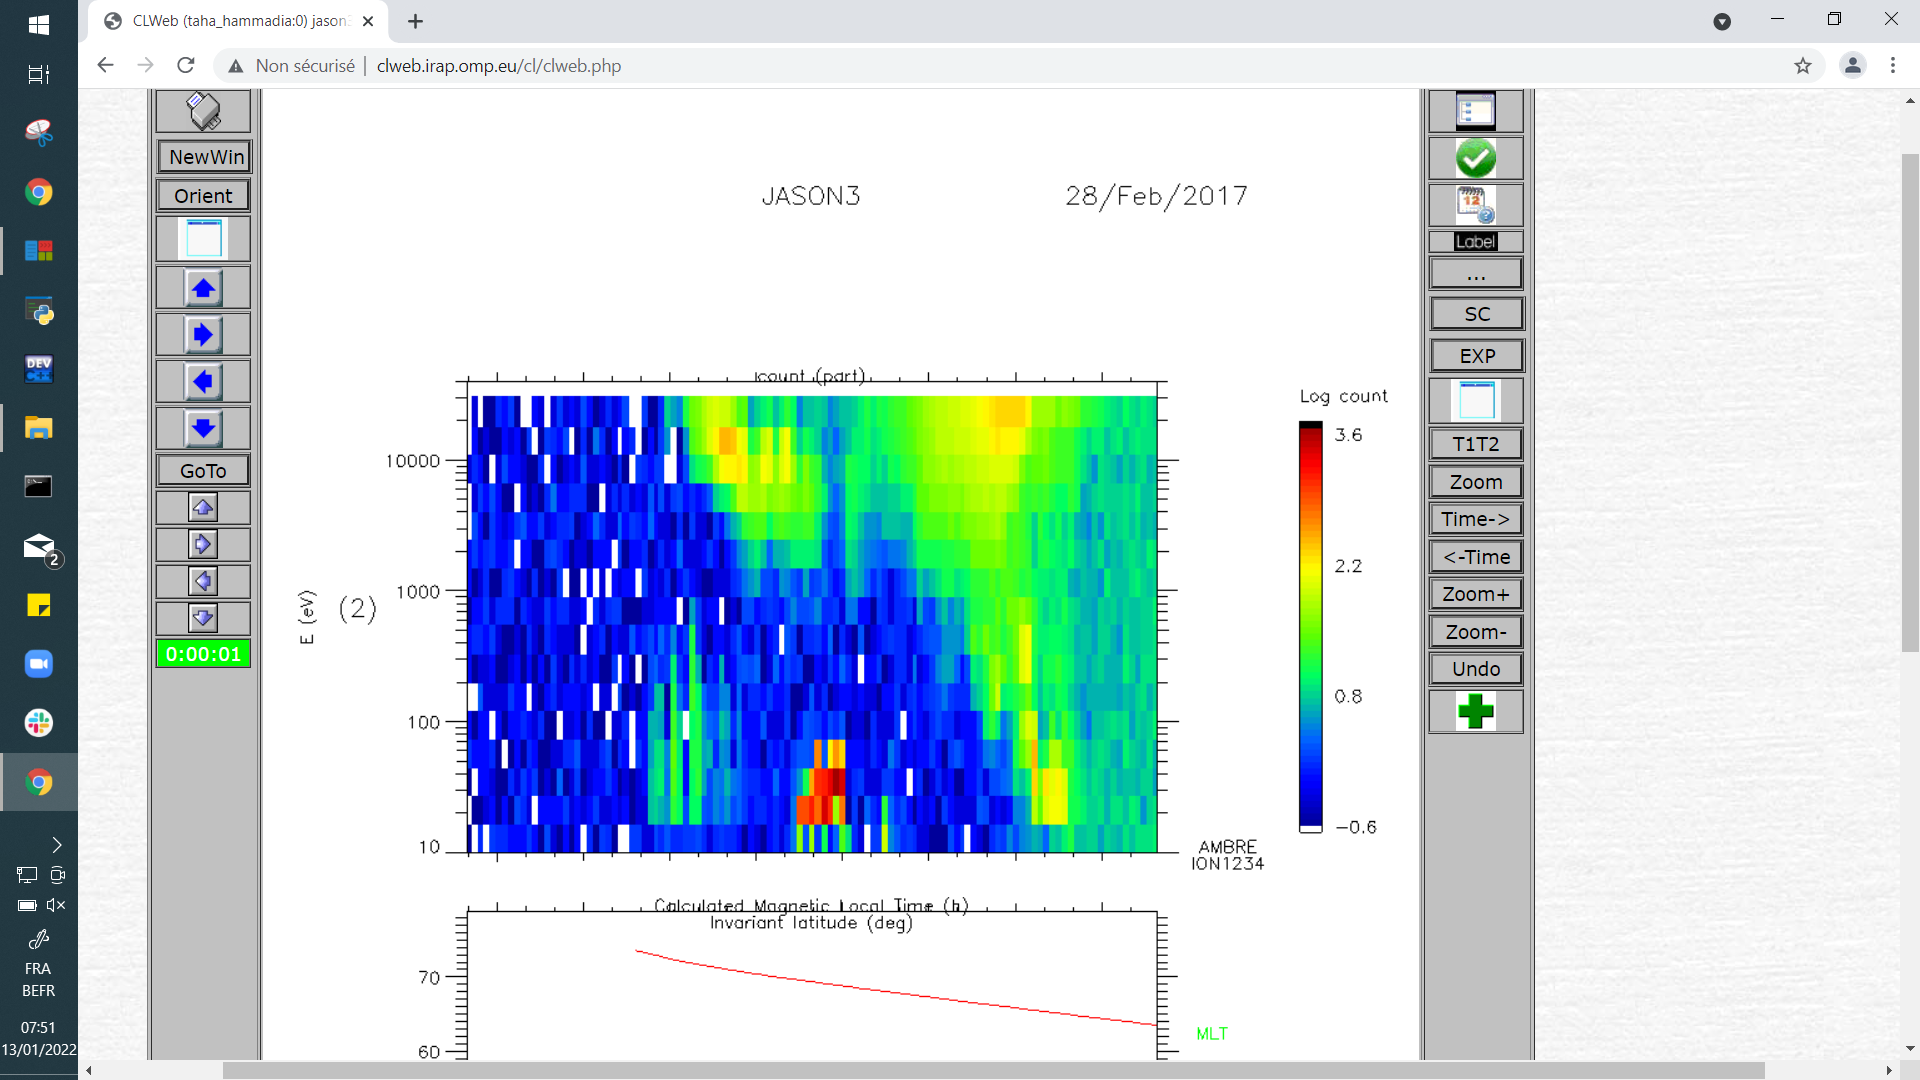 CLWeb (taha_hammadia:0) jason3
Non sécurisé
clweb.irap.omp.eu/cl/clweb.php
NewWin
Orient
GoTo
0:00:01
JASON3
28/Feb/2017
count (part)
10000
1000
100
10
E (eV)
(2)
AMBRE
ION1234
Log count
3.6
2.2
0.8
−0.6
Calculated Magnetic Local Time (h)
Invariant latitude (deg)
70
60
MLT
12
Label
...
SC
EXP
T1T2
Zoom
Time->
<-Time
Zoom+
Zoom-
Undo
DEV
2
FRA
BEFR
07:51
13/01/2022